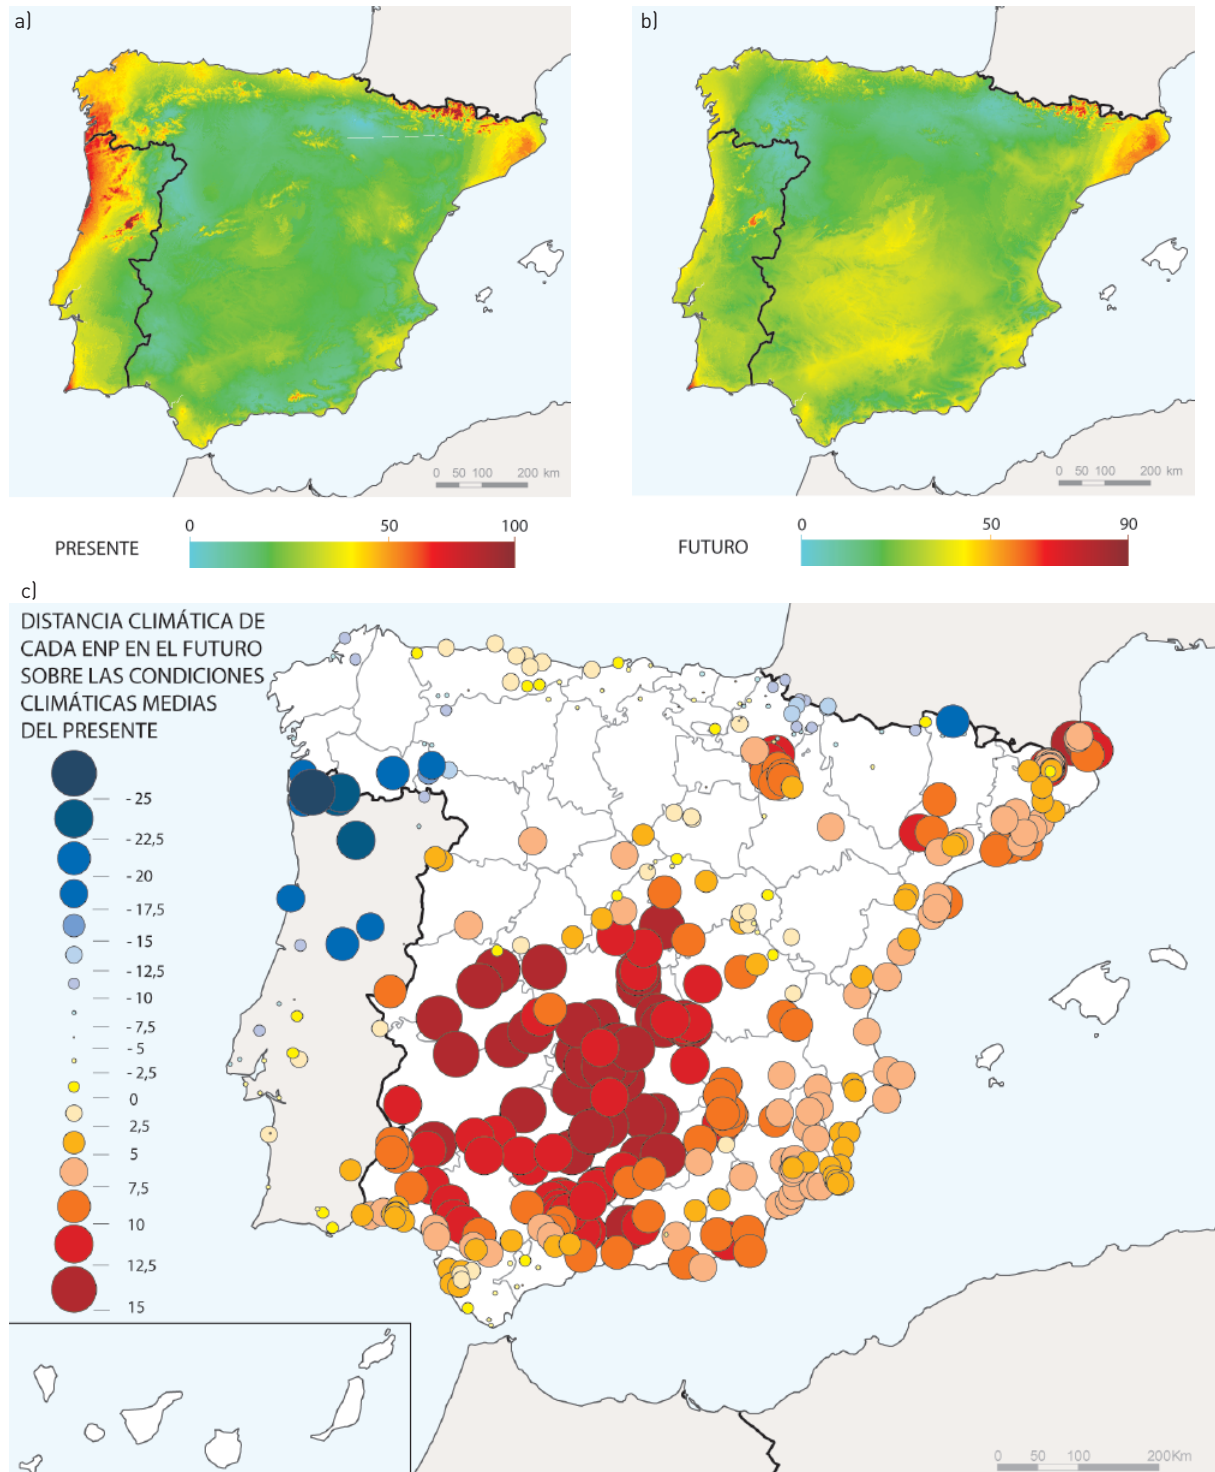 a)
0 50 100 200 km
b)
0 50 100 200 km
PRESENTE
0 50 100
FUTURO
0 50 90
c)
DISTANCIA CLIMÁTICA DE
CADA ENP EN EL FUTURO
SOBRE LAS CONDICIONES
CLIMÁTICAS MEDIAS
DEL PRESENTE
- 25
- 22,5
- 20
- 17,5
- 15
- 12,5
- 10
- 7,5
- 5
- 2,5
0
2,5
5
7,5
10
12,5
15
0 50 100 200Km